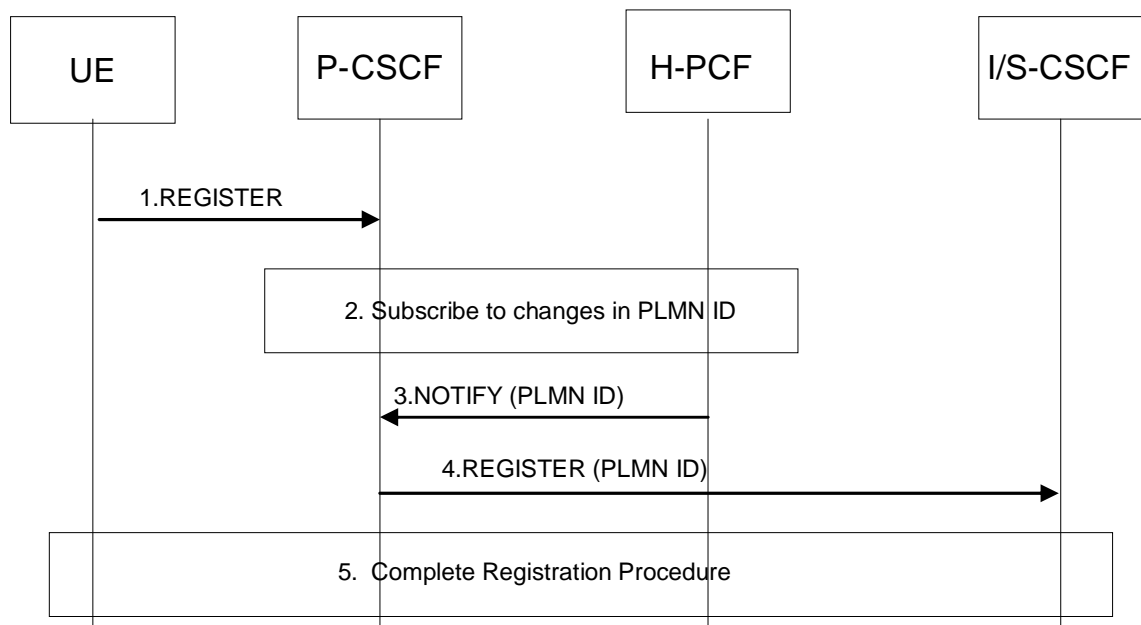 UE
P-CSCF
H-PCF
I/S-CSCF
1.REGISTER
2. Subscribe to changes in PLMN ID
3.NOTIFY (PLMN ID)
4.REGISTER (PLMN ID)
5. Complete Registration Procedure